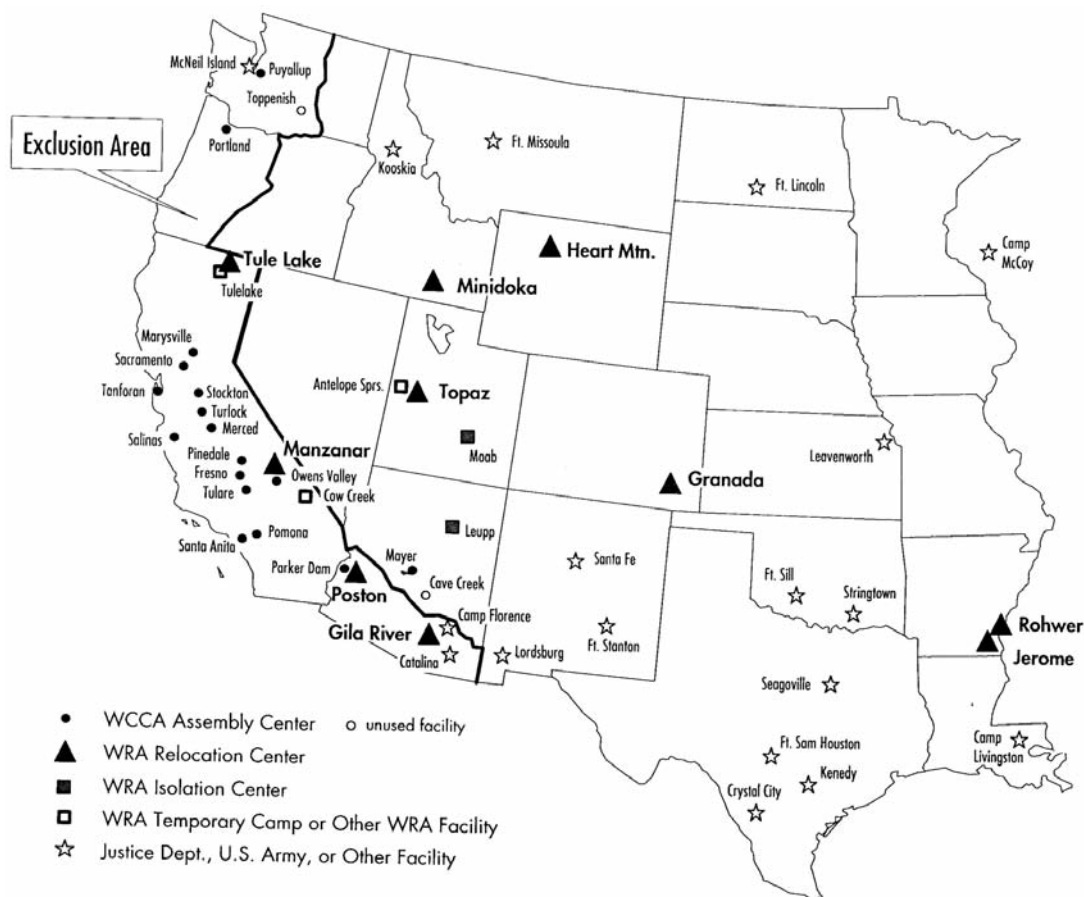 McNeil Island
Puyallup
Toppenish
Exclusion Area
Portland
Kooskia
Ft. Missoula
Ft. Lincoln
Camp
McCoy
Tule Lake
Tulelake
Minidoka
Heart Mtn.
Marysville
Sacramento
Tanforan
Stockton
Turlock
Merced
Salinas
Pinedale
Fresno
Tulare
Manzanar
Owens Valley
Cow Creek
Antelope Sprs.
Topaz
Moab
Granada
Leavenworth
Santa Anita
Pomona
Leupp
Parker Dam
Mayer
Cave Creek
Poston
Camp Florence
Gila River
Catalina
Lordsburg
Santa Fe
Ft. Stanton
Ft. Sill
Stringtown
Rohwer
Jerome
Seagoville
Ft. Sam Houston
Kenedy
Crystal City
Camp
Livingston
WCCA Assembly Center
unused facility
WRA Relocation Center
WRA Isolation Center
WRA Temporary Camp or Other WRA Facility
Justice Dept., U.S. Army, or Other Facility